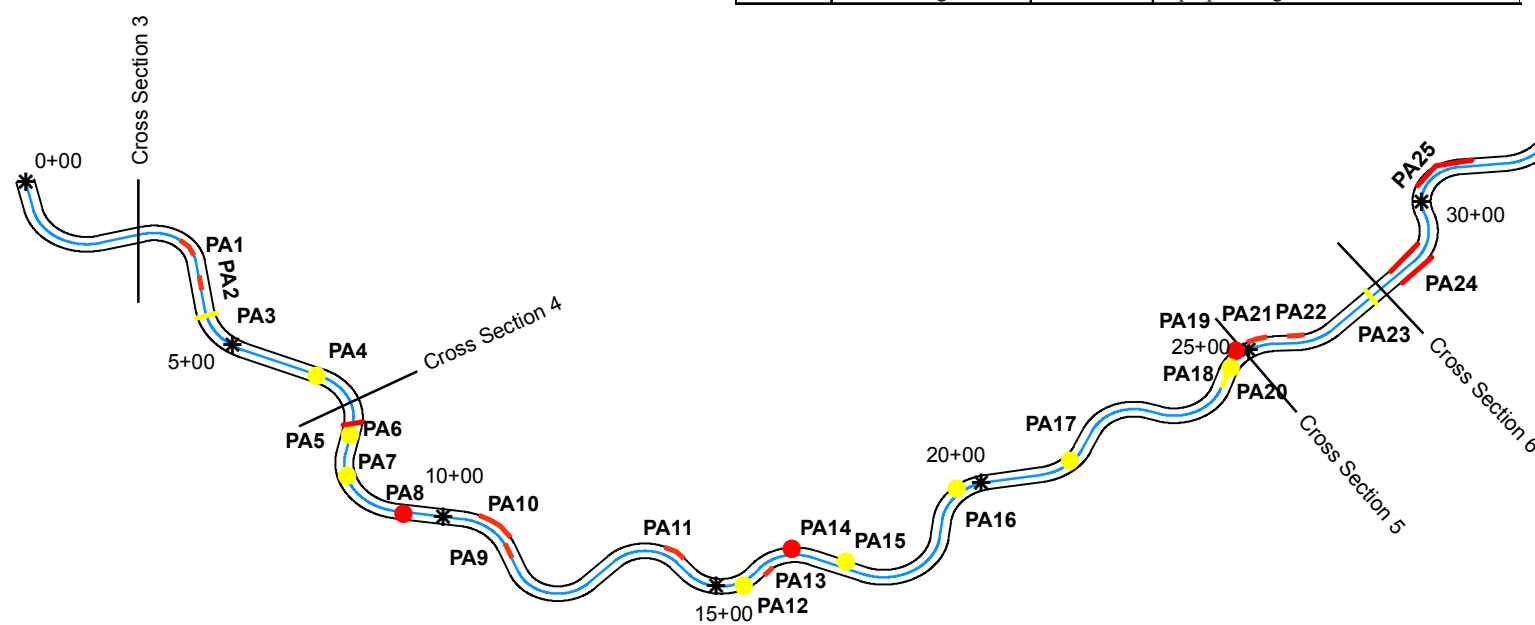 Cross Section 3
0+00
PA1
PA2
PA3
5+00
PA4
Cross Section 4
PA5
PA6
PA7
PA8
10+00
PA10
PA9
PA11
15+00
PA12
PA13
PA14
PA15
20+00
PA16
PA17
PA18
PA19
25+00
PA20
PA21
PA22
Cross Section 5
PA23
Cross Section 6
PA24
30+00
PA25